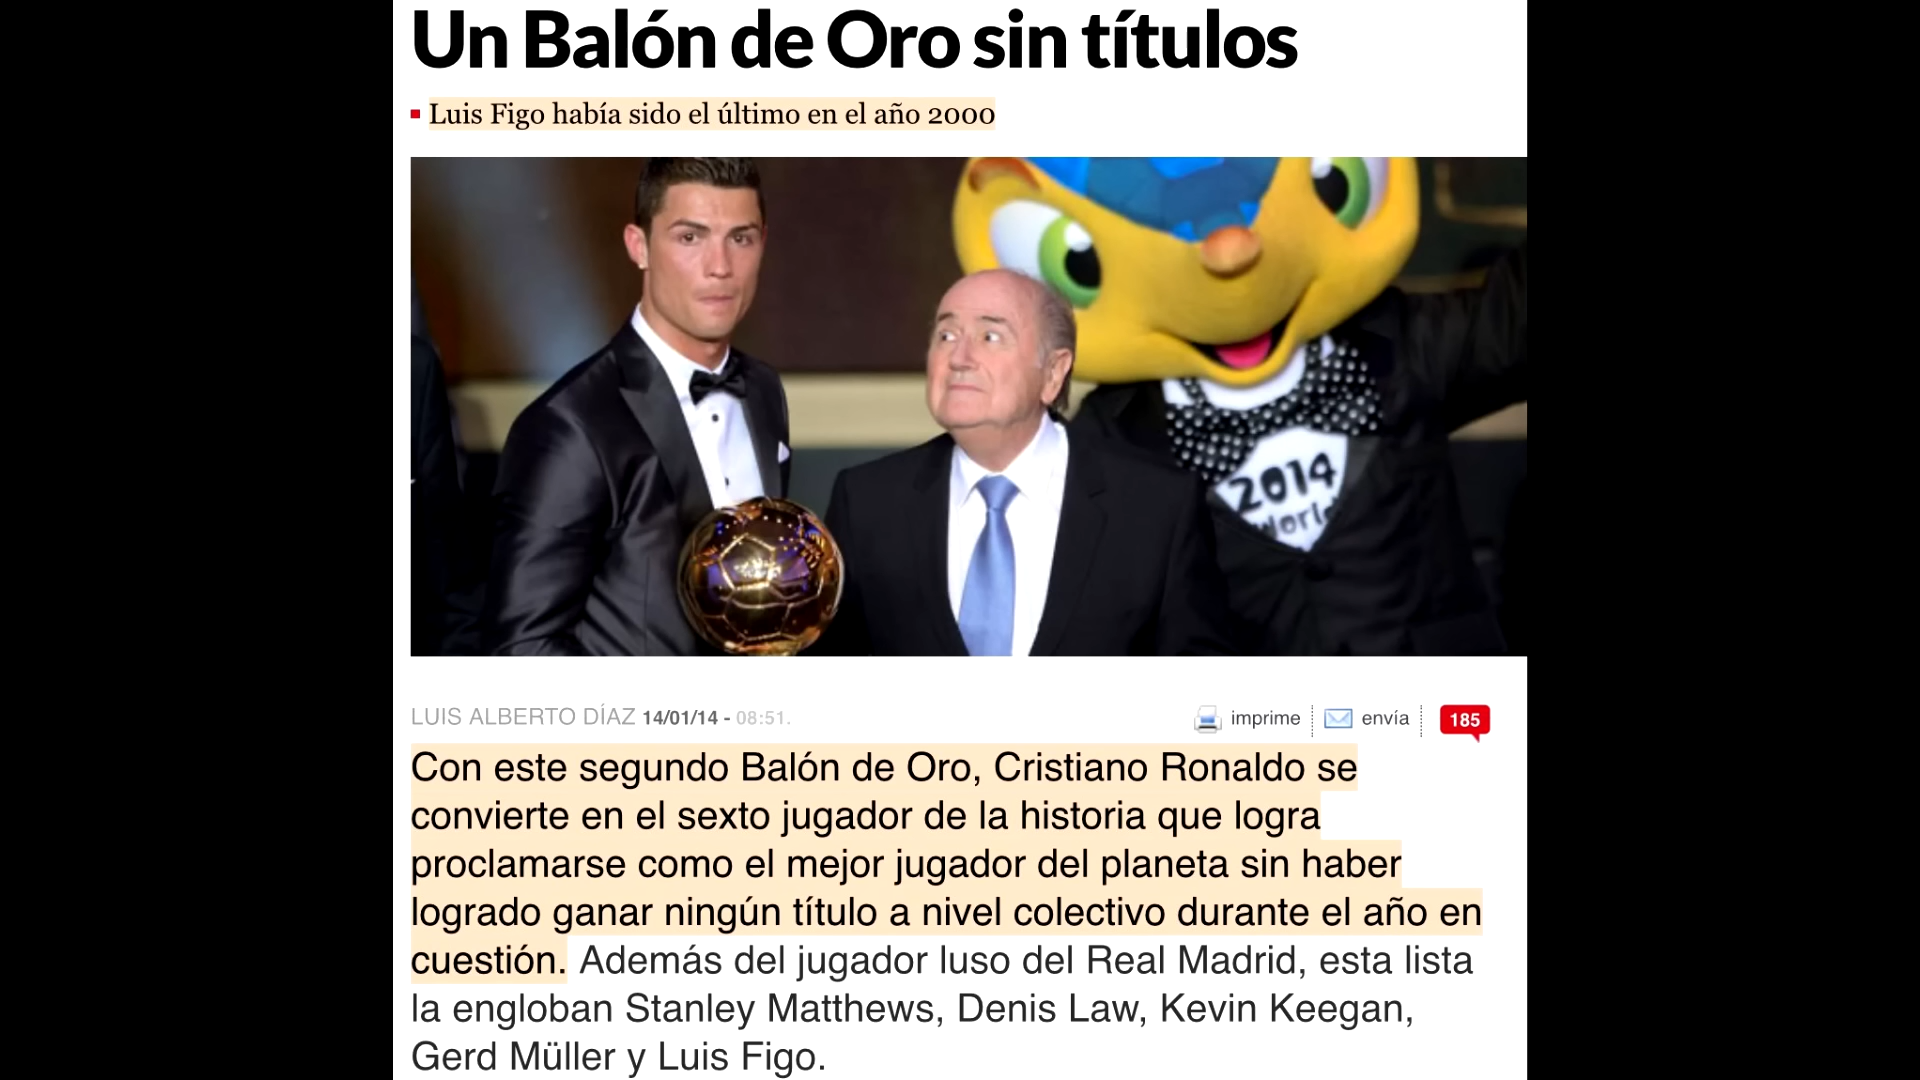 Un Balón de Oro sin títulos
Luis Figo había sido el último en el año 2000
2014
World
LUIS ALBERTO DÍAZ 14/01/14 - 08:51.
imprime
envía
185
Con este segundo Balón de Oro, Cristiano Ronaldo se
convierte en el sexto jugador de la historia que logra
proclamarse como el mejor jugador del planeta sin haber
logrado ganar ningún título a nivel colectivo durante el año en
cuestión. Además del jugador luso del Real Madrid, esta lista
la engloban Stanley Matthews, Denis Law, Kevin Keegan,
Gerd Müller y Luis Figo.